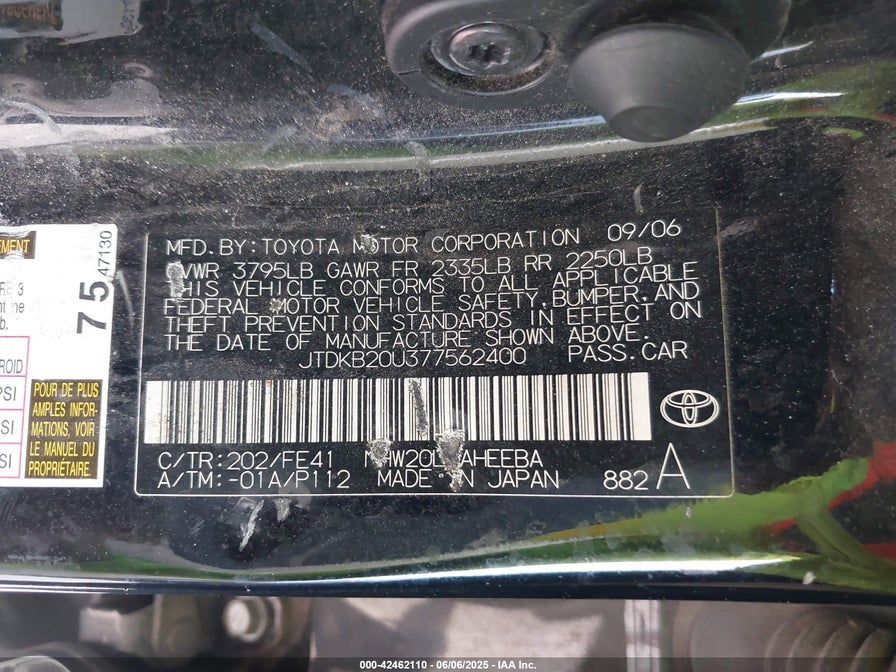 MFD. BY: TOYOTA MOTOR CORPORATION 09/06
GVWR 3795LB GAWR FR 2335LB RR 2250LB
THIS VEHICLE CONFORMS TO ALL APPLICABLE
FEDERAL MOTOR VEHICLE SAFETY, BUMPER, AND
THEFT PREVENTION STANDARDS IN EFFECT ON
THE DATE OF MANUFACTURE SHOWN ABOVE.
JTDKB20U377562400 PASS. CAR
C/TR: 202/FE41
A/TM: -01A/P112 MADE IN JAPAN 882 A
75
47130
POUR DE PLUS
AMPLES INFOR-
MATIONS, VOIR
LE MANUEL DU
PROPRIÉTAIRE.
000-42462110 - 06/06/2025 - IAA Inc.